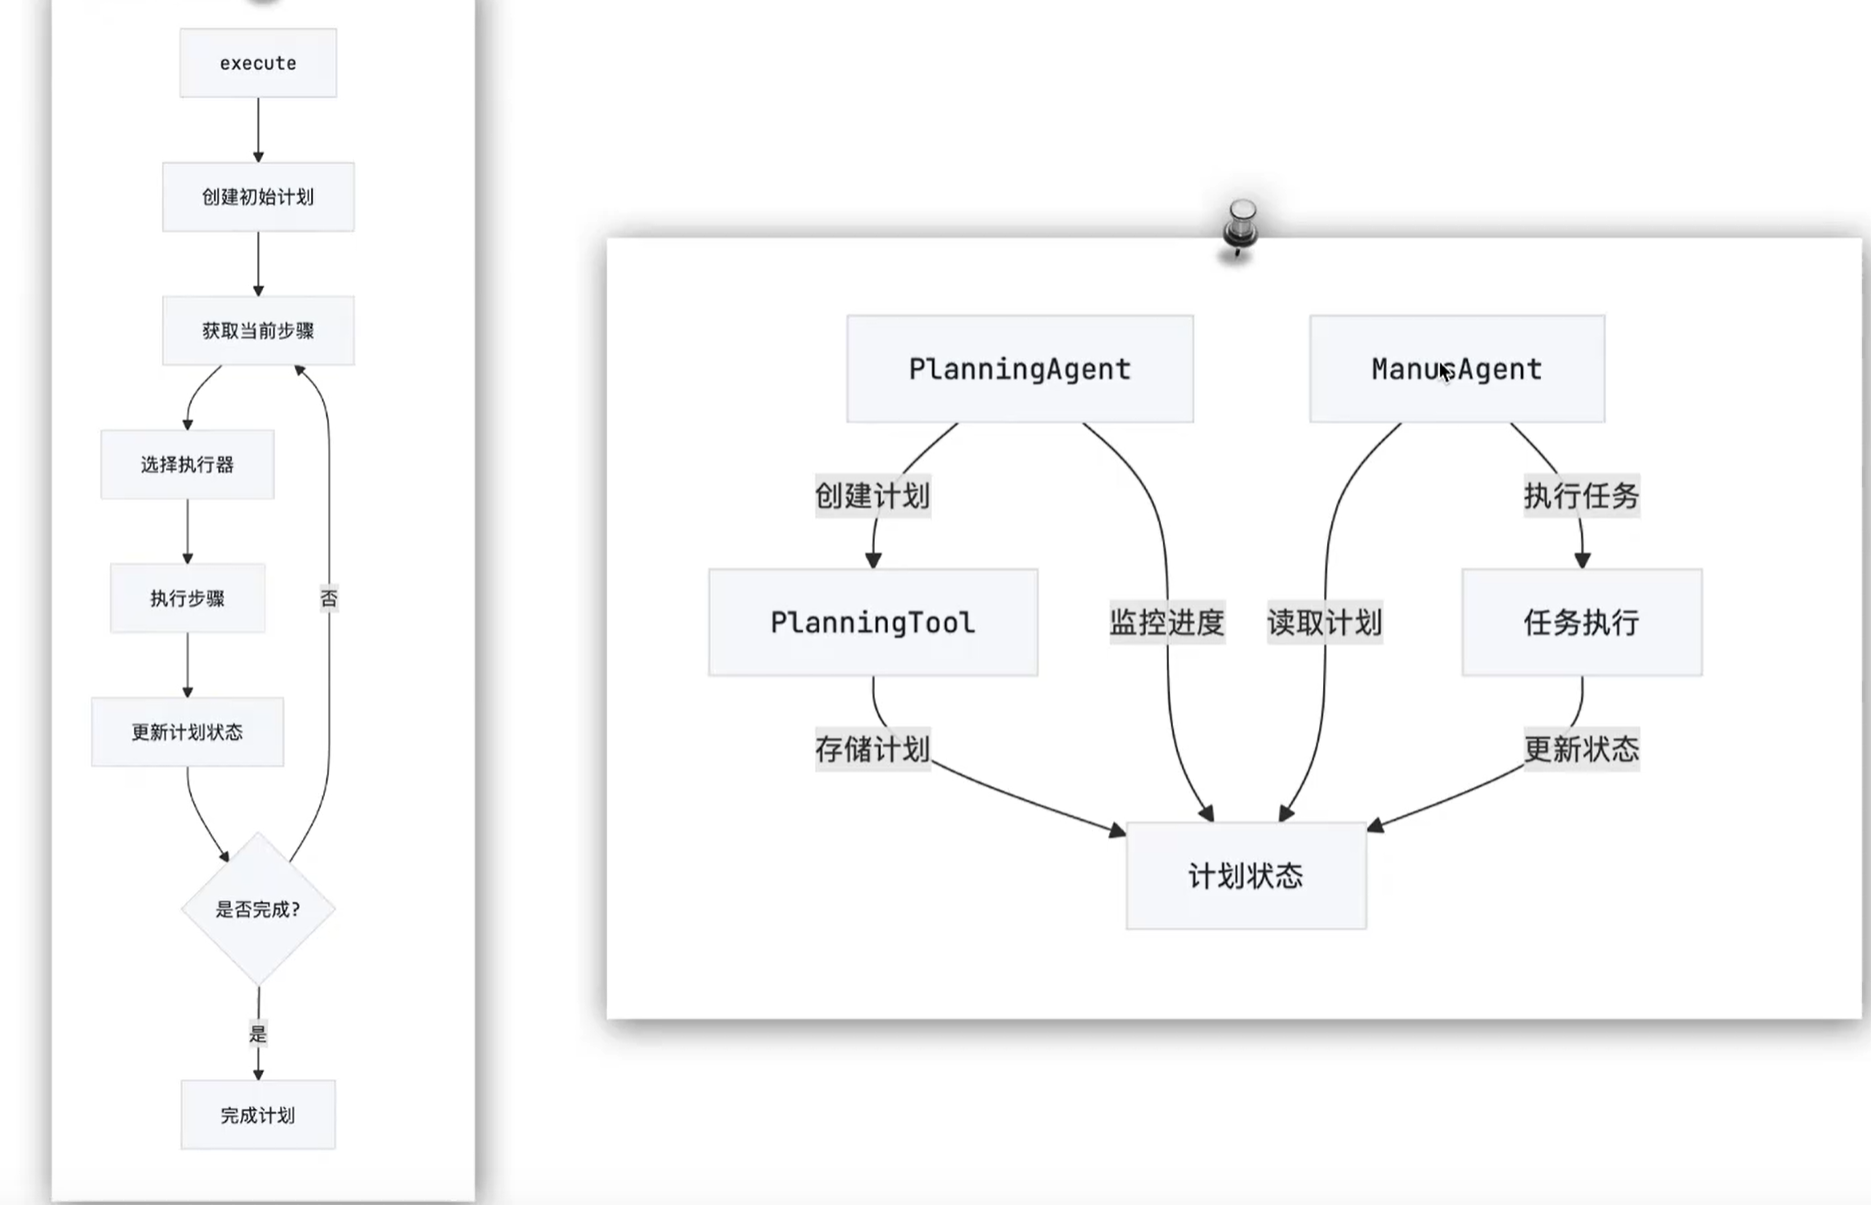 execute
创建初始计划
获取当前步骤
选择执行器
执行步骤
否
更新计划状态
是否完成?
是
完成计划
PlanningAgent
ManusAgent
创建计划
执行任务
PlanningTool
监控进度
读取计划
任务执行
存储计划
更新状态
计划状态